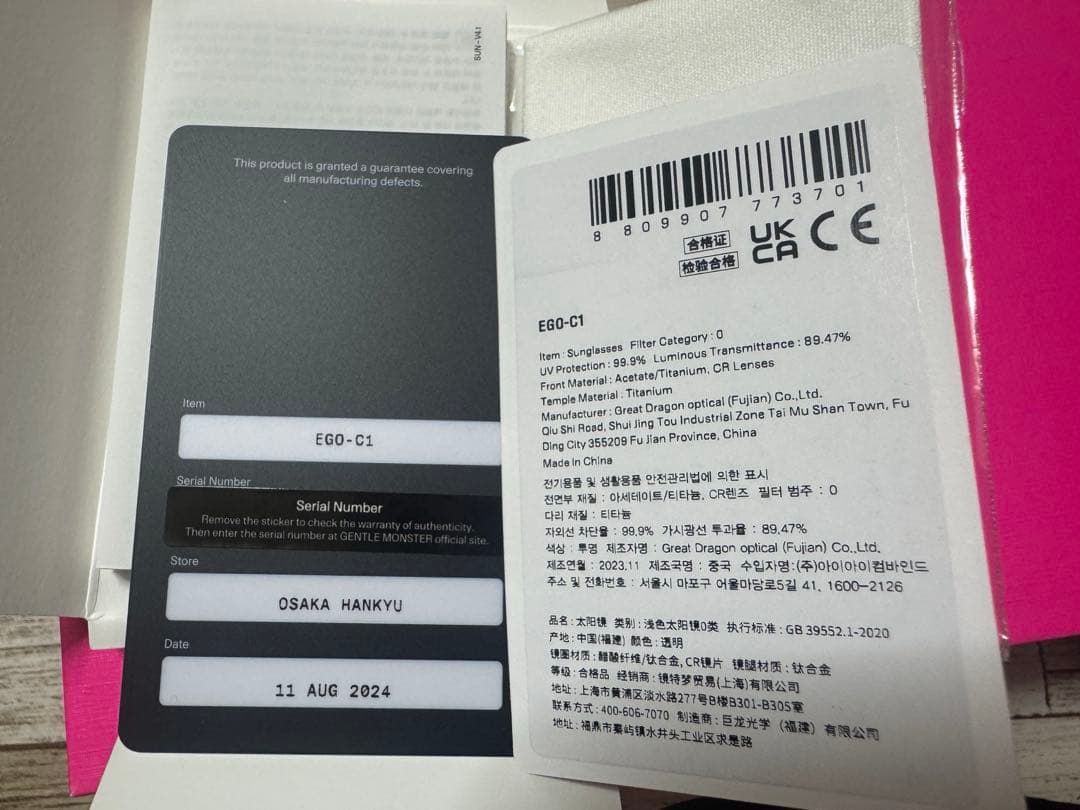 SUN-V4.1
This product is granted a guarantee covering
all manufacturing defects.
Item
EGO-C1
Serial Number
Serial Number
Remove the sticker to check the warranty of authenticity.
Then enter the serial number at GENTLE MONSTER official site.
Store
OSAKA HANKYU
Date
11 AUG 2024
8 809907 773701
合格证
检验合格
UK
CA CE
EGO-C1
Item : Sunglasses Filter Category : 0
UV Protection : 99.9% Luminous Transmittance : 89.47%
Front Material : Acetate/Titanium, CR Lenses
Temple Material : Titanium
Manufacturer : Great Dragon optical (Fujian) Co.,Ltd.
Qiu Shi Road, Shui Jing Tou Industrial Zone Tai Mu Shan Town, Fu
Ding City 355209 Fu Jian Province, China
Made in China
전기용품 및 생활용품 안전관리법에 의한 표시
전면부 재질 : 아세테이트/티타늄, CR렌즈 필터 범주 : 0
다리 재질 : 티타늄
자외선 차단율 : 99.9% 가시광선 투과율 : 89.47%
색상 : 투명 제조자명 : Great Dragon optical (Fujian) Co.,Ltd.
제조연월 : 2023.11 제조국명 : 중국 수입자명:(주)아이아이컴바인드
주소 및 전화번호 : 서울시 마포구 어울마당로5길 41, 1600-2126
品名 : 太阳镜 类别 : 浅色太阳镜0类 执行标准 : GB 39552.1-2020
产地 : 中国(福建) 颜色 : 透明
镜圈材质 : 醋酸纤维/钛合金, CR镜片 镜腿材质 : 钛合金
等级 : 合格品 经销商 : 镜特梦贸易(上海)有限公司
地址 : 上海市黄浦区淡水路277号B楼B301-B305室
联系方式 : 400-606-7070 制造商 : 巨龙光学（福建）有限公司
地址 : 福鼎市秦屿镇水井头工业区求是路